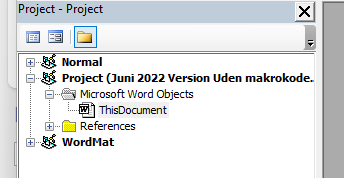 Project - Project
Normal
Project (Juni 2022 Version Uden makrokode.
Microsoft Word Objects
ThisDocument
References
WordMat